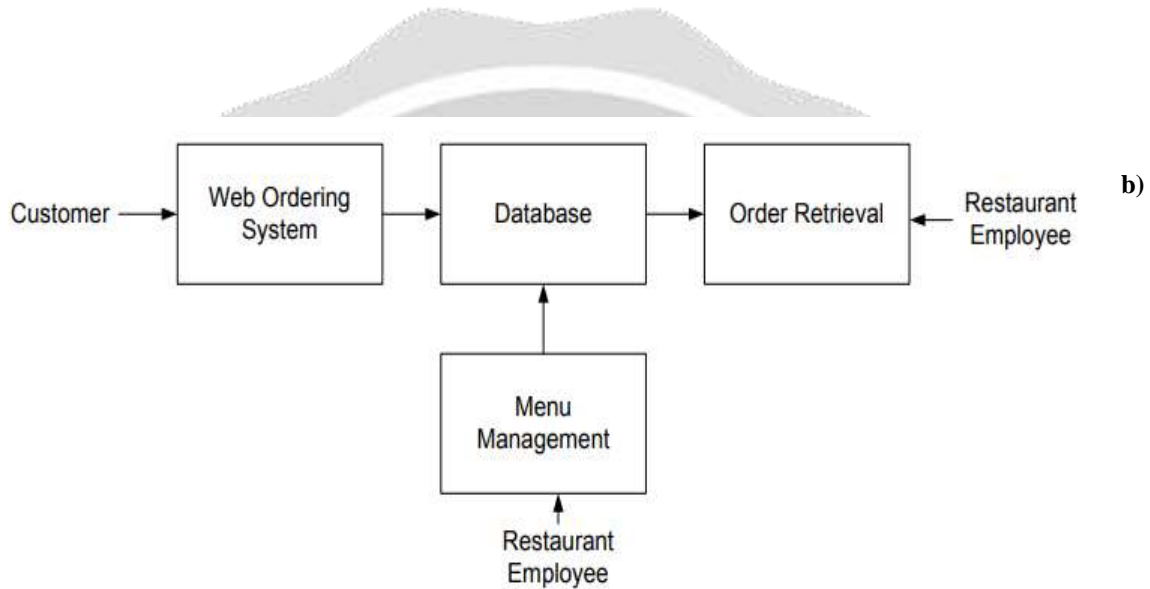 Customer
Web Ordering
System
Database
Order Retrieval
Restaurant
Employee
b)
Menu
Management
Restaurant
Employee